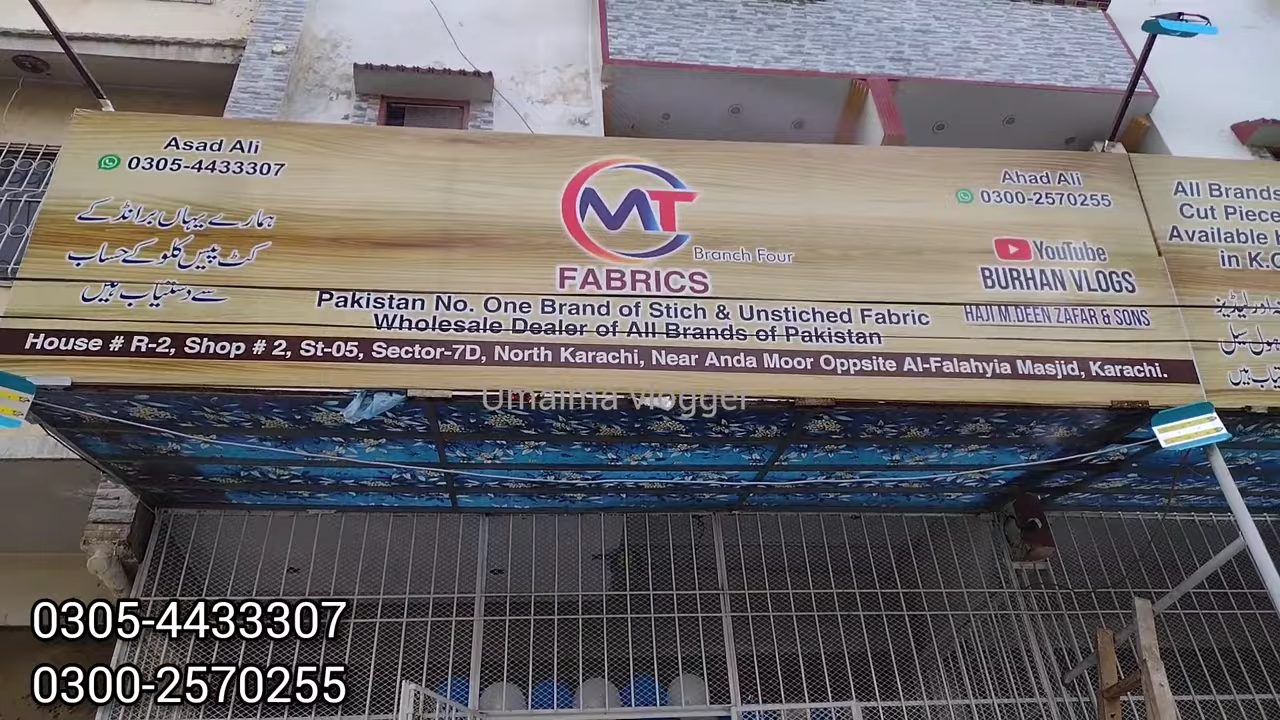 Asad Ali
0305-4433307
ہمارے یہاں برانڈ کے
کٹ پیس کلو کے حساب
سے دستیاب ہیں
MT
Branch Four
FABRICS
Pakistan No. One Brand of Stich & Unstiched Fabric
Wholesale Dealer of All Brands of Pakistan
House # R-2, Shop # 2, St-05, Sector-7D, North Karachi, Near Anda Moor Oppsite Al-Falahyia Masjid, Karachi.
Ahad Ali
0300-2570255
YouTube
BURHAN VLOGS
HAJI M.DEEN ZAFAR & SONS
All Brands
Cut Piece
Available
in K.
Umaima vlogger
0305-4433307
0300-2570255